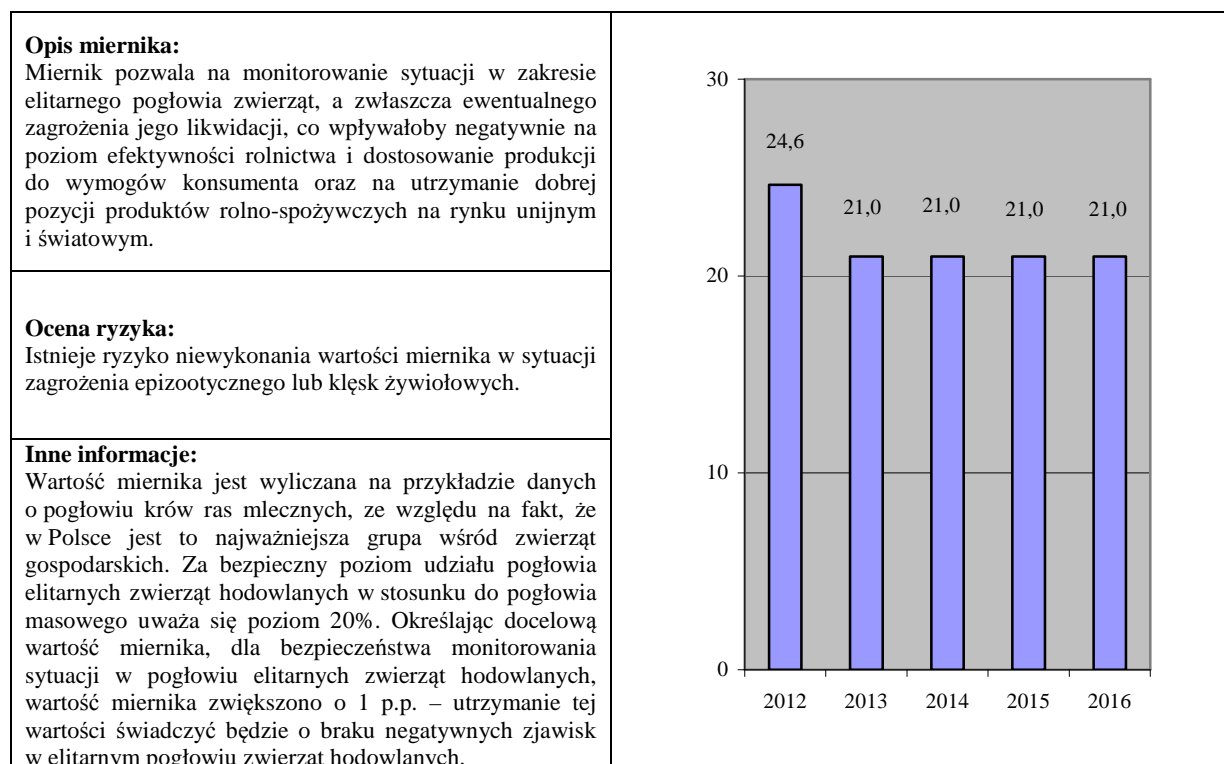 Opis miernika:
Miernik pozwala na monitorowanie sytuacji w zakresie
elitarnego pogłowia zwierząt, a zwłaszcza ewentualnego
zagrożenia jego likwidacji, co wpływałoby negatywnie na
poziom efektywności rolnictwa i dostosowanie produkcji
do wymogów konsumenta oraz na utrzymanie dobrej
pozycji produktów rolno-spożywczych na rynku unijnym
i światowym.
Ocena ryzyka:
Istnieje ryzyko niewykonania wartości miernika w sytuacji
zagrożenia epizootycznego lub klęsk żywiołowych.
Inne informacje:
Wartość miernika jest wyliczana na przykładzie danych
o pogłowiu krów ras mlecznych, ze względu na fakt, że
w Polsce jest to najważniejsza grupa wśród zwierząt
gospodarskich. Za bezpieczny poziom udziału pogłowia
elitarnych zwierząt hodowlanych w stosunku do pogłowia
masowego uważa się poziom 20%. Określając docelową
wartość miernika, dla bezpieczeństwa monitorowania
sytuacji w pogłowiu elitarnych zwierząt hodowlanych,
wartość miernika zwiększono o 1 p.p. – utrzymanie tej
wartości świadczyć będzie o braku negatywnych zjawisk
w elitarnym pogłowiu zwierząt hodowlanych.
30
24,6
21,0 21,0 21,0 21,0
20
10
0
2012 2013 2014 2015 2016